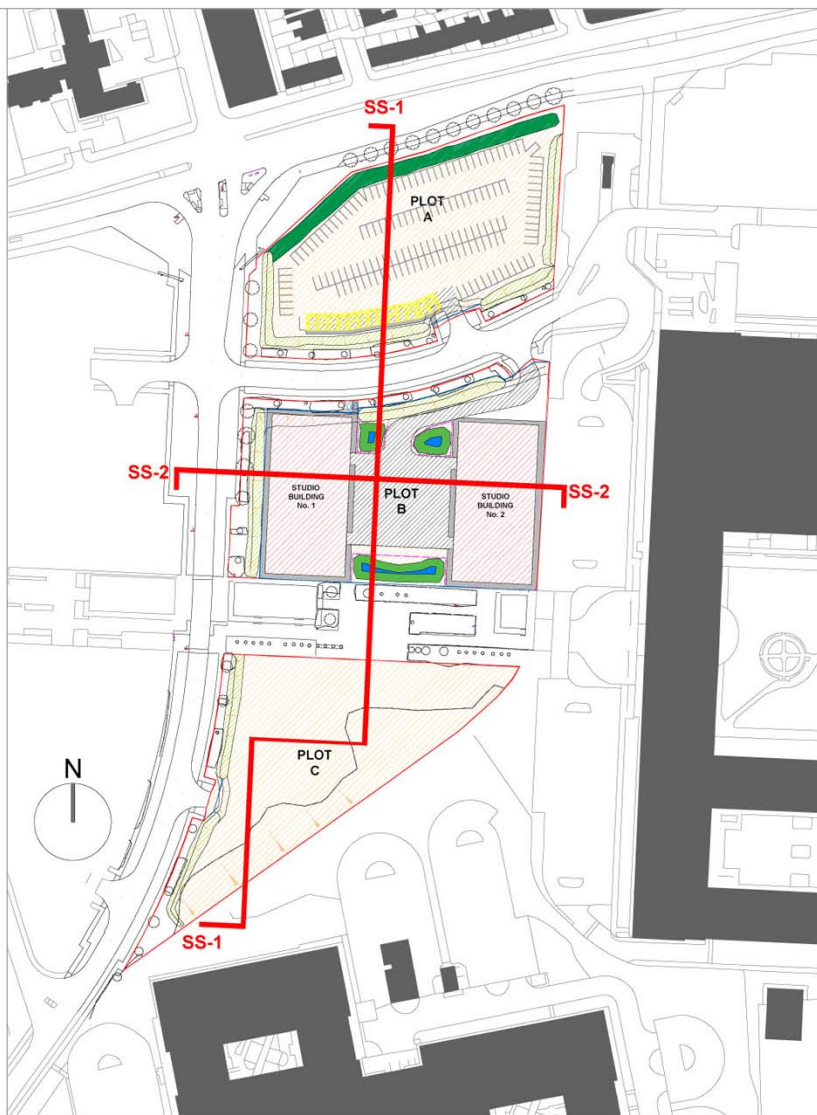 SS-1
PLOT
A
SS-2
STUDIO
BUILDING
No. 1
PLOT
B
STUDIO
BUILDING
No. 2
SS-2
PLOT
C
N
SS-1